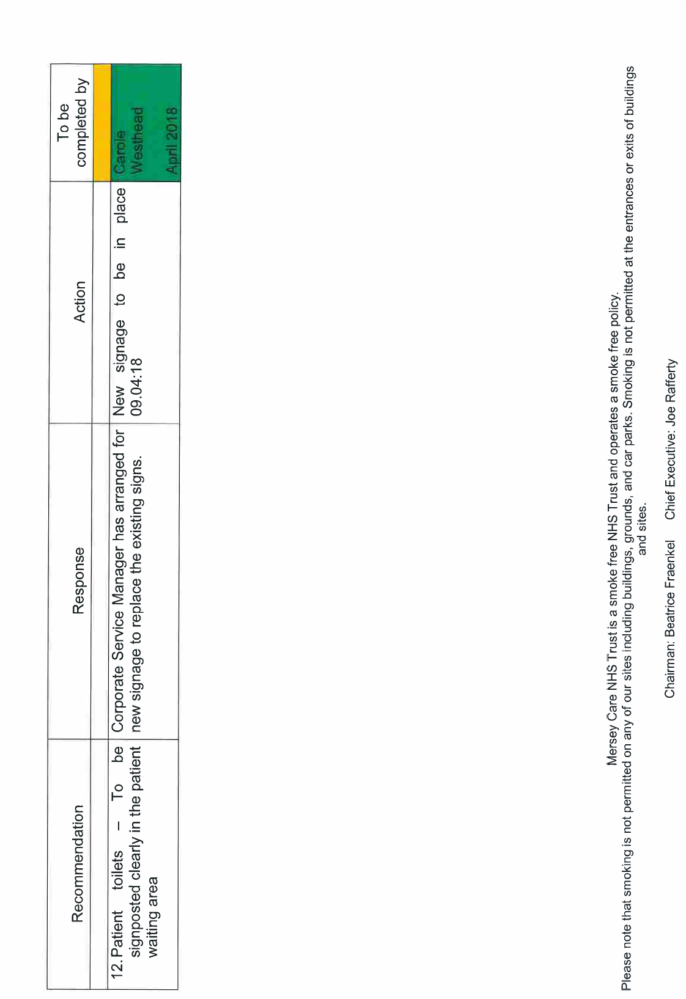 Recommendation
Response
Action
To be
completed by
12. Patient toilets – To be
signposted clearly in the patient
waiting area
Corporate Service Manager has arranged for
new signage to replace the existing signs.
New signage to be in place
09.04:18
Carole
Westhead
April 2018
Mersey Care NHS Trust is a smoke free NHS Trust and operates a smoke free policy.
Please note that smoking is not permitted on any of our sites including buildings, grounds, and car parks. Smoking is not permitted at the entrances or exits of buildings
and sites.
Chairman: Beatrice Fraenkel Chief Executive: Joe Rafferty